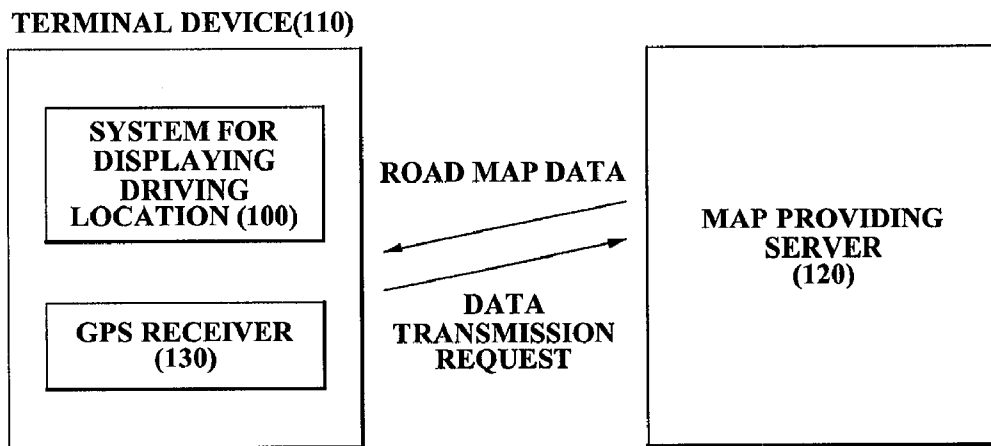 TERMINAL DEVICE(110)
SYSTEM FOR
DISPLAYING
DRIVING
LOCATION (100)
GPS RECEIVER
(130)
ROAD MAP DATA
DATA
TRANSMISSION
REQUEST
MAP PROVIDING
SERVER
(120)